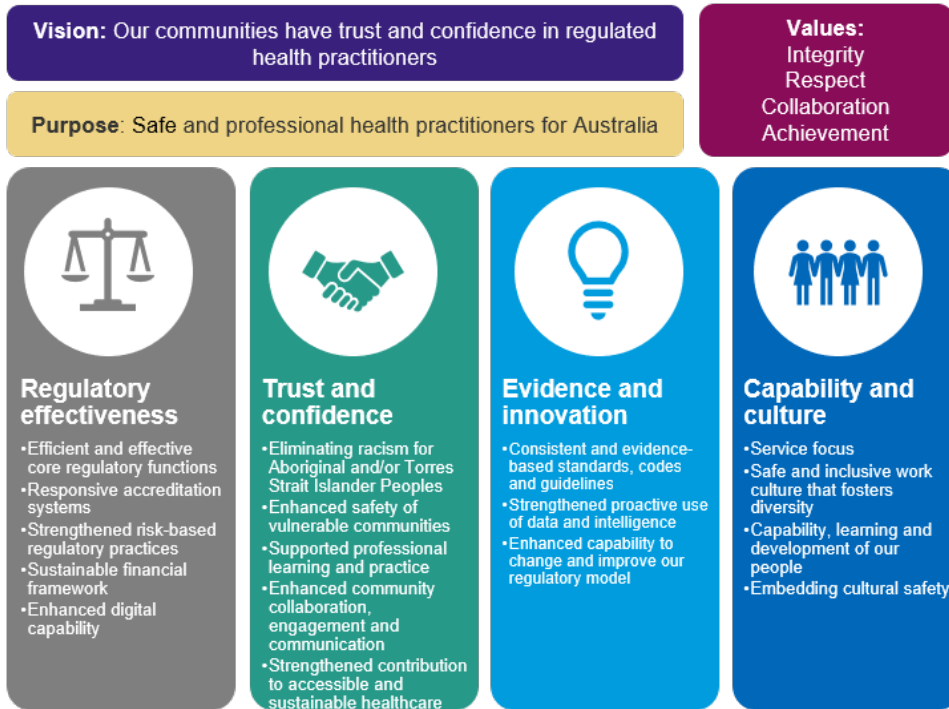 Vision: Our communities have trust and confidence in regulated
health practitioners
Purpose: Safe and professional health practitioners for Australia
Values:
Integrity
Respect
Collaboration
Achievement
Regulatory
effectiveness
•Efficient and effective
core regulatory functions
•Responsive accreditation
systems
•Strengthened risk-based
regulatory practices
•Sustainable financial
framework
•Enhanced digital
capability
Trust and
confidence
•Eliminating racism for
Aboriginal and/or Torres
Strait Islander Peoples
•Enhanced safety of
vulnerable communities
•Supported professional
learning and practice
•Enhanced community
collaboration,
engagement and
communication
•Strengthened contribution
to accessible and
sustainable healthcare
Evidence and
innovation
•Consistent and evidence-
based standards, codes
and guidelines
•Strengthened proactive use
of data and intelligence
•Enhanced capability to
change and improve our
regulatory model
Capability and
culture
•Service focus
•Safe and inclusive work
culture that fosters
diversity
•Capability, learning and
development of our
people
•Embedding cultural safety